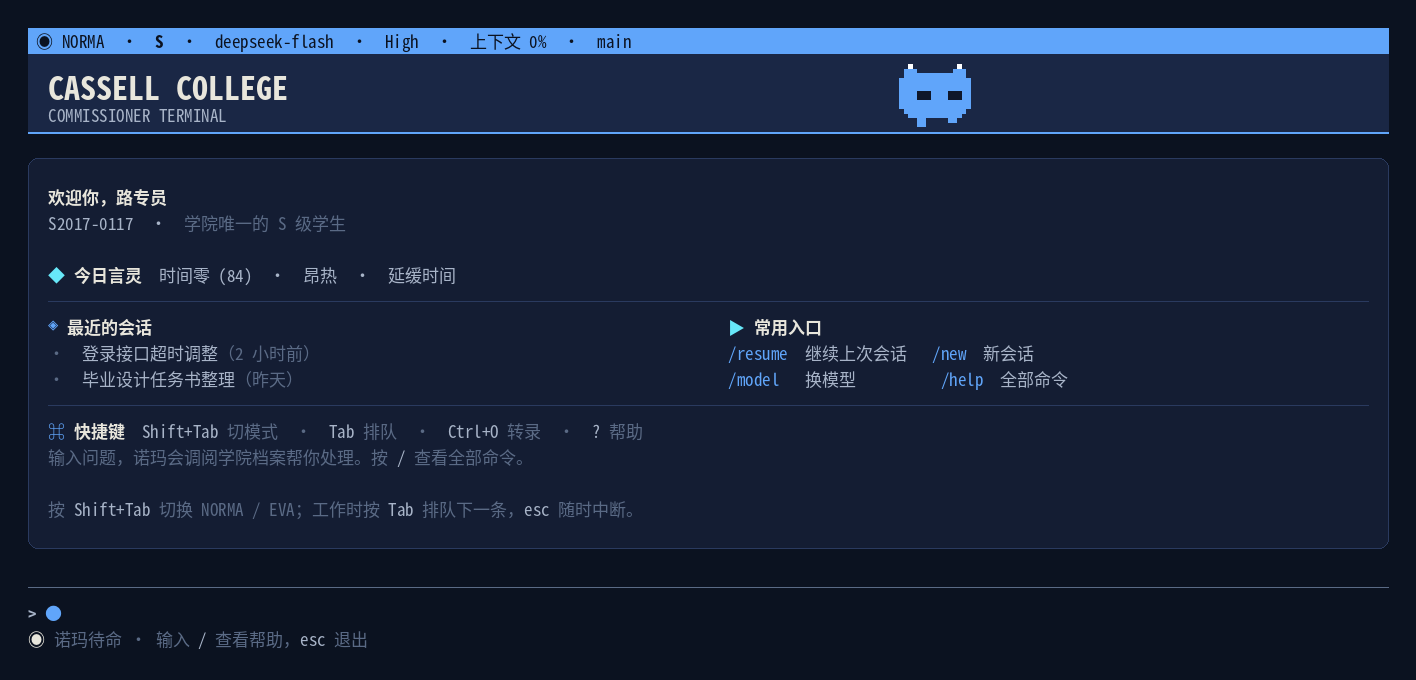 ◉ NORMA · S · deepseek-flash · High · 上下文 0% · main
CASSELL COLLEGE
COMMISSIONER TERMINAL
欢迎你，路专员
S2017-0117 · 学院唯一的 S 级学生
◆ 今日言灵 时间零 (84) · 昂热 · 延缓时间
◈ 最近的会话
· 登录接口超时调整（2 小时前）
· 毕业设计任务书整理（昨天）
▶ 常用入口
/resume 继续上次会话 /new 新会话
/model 换模型 /help 全部命令
⌘ 快捷键 Shift+Tab 切模式 · Tab 排队 · Ctrl+O 转录 · ? 帮助
输入问题，诺玛会调阅学院档案帮你处理。按 / 查看全部命令。
按 Shift+Tab 切换 NORMA / EVA；工作时按 Tab 排队下一条，esc 随时中断。
> ●
◉ 诺玛待命 · 输入 / 查看帮助，esc 退出